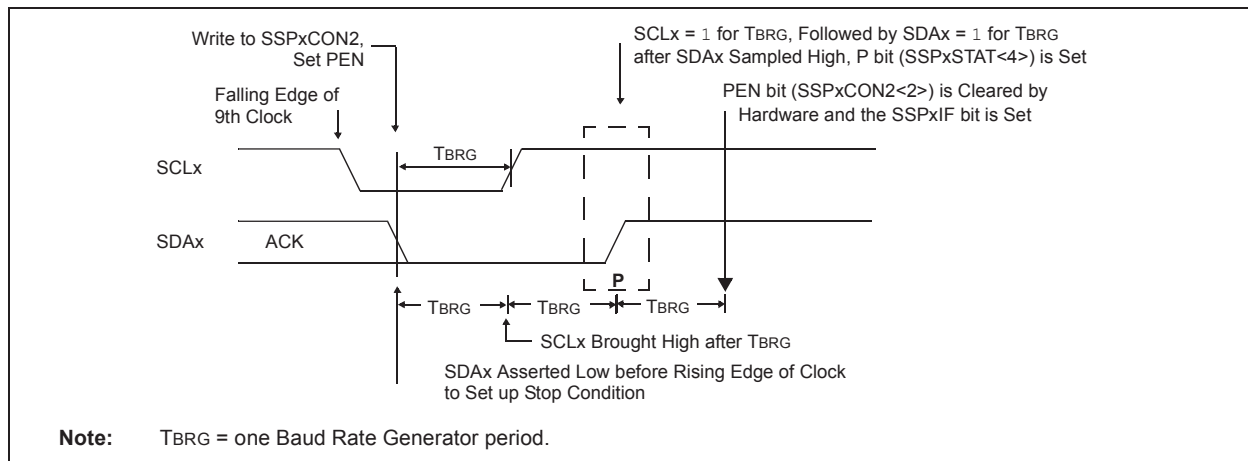 Write to SSPxCON2,
Set PEN
SCLx = 1 for TBRG, Followed by SDAx = 1 for TBRG
after SDAx Sampled High, P bit (SSPxSTAT<4>) is Set
Falling Edge of
9th Clock
PEN bit (SSPxCON2<2>) is Cleared by
Hardware and the SSPxIF bit is Set
TBRG
SCLx
SDAx
ACK
P
TBRG
TBRG
TBRG
SCLx Brought High after TBRG
SDAx Asserted Low before Rising Edge of Clock
to Set up Stop Condition
Note: TBRG = one Baud Rate Generator period.